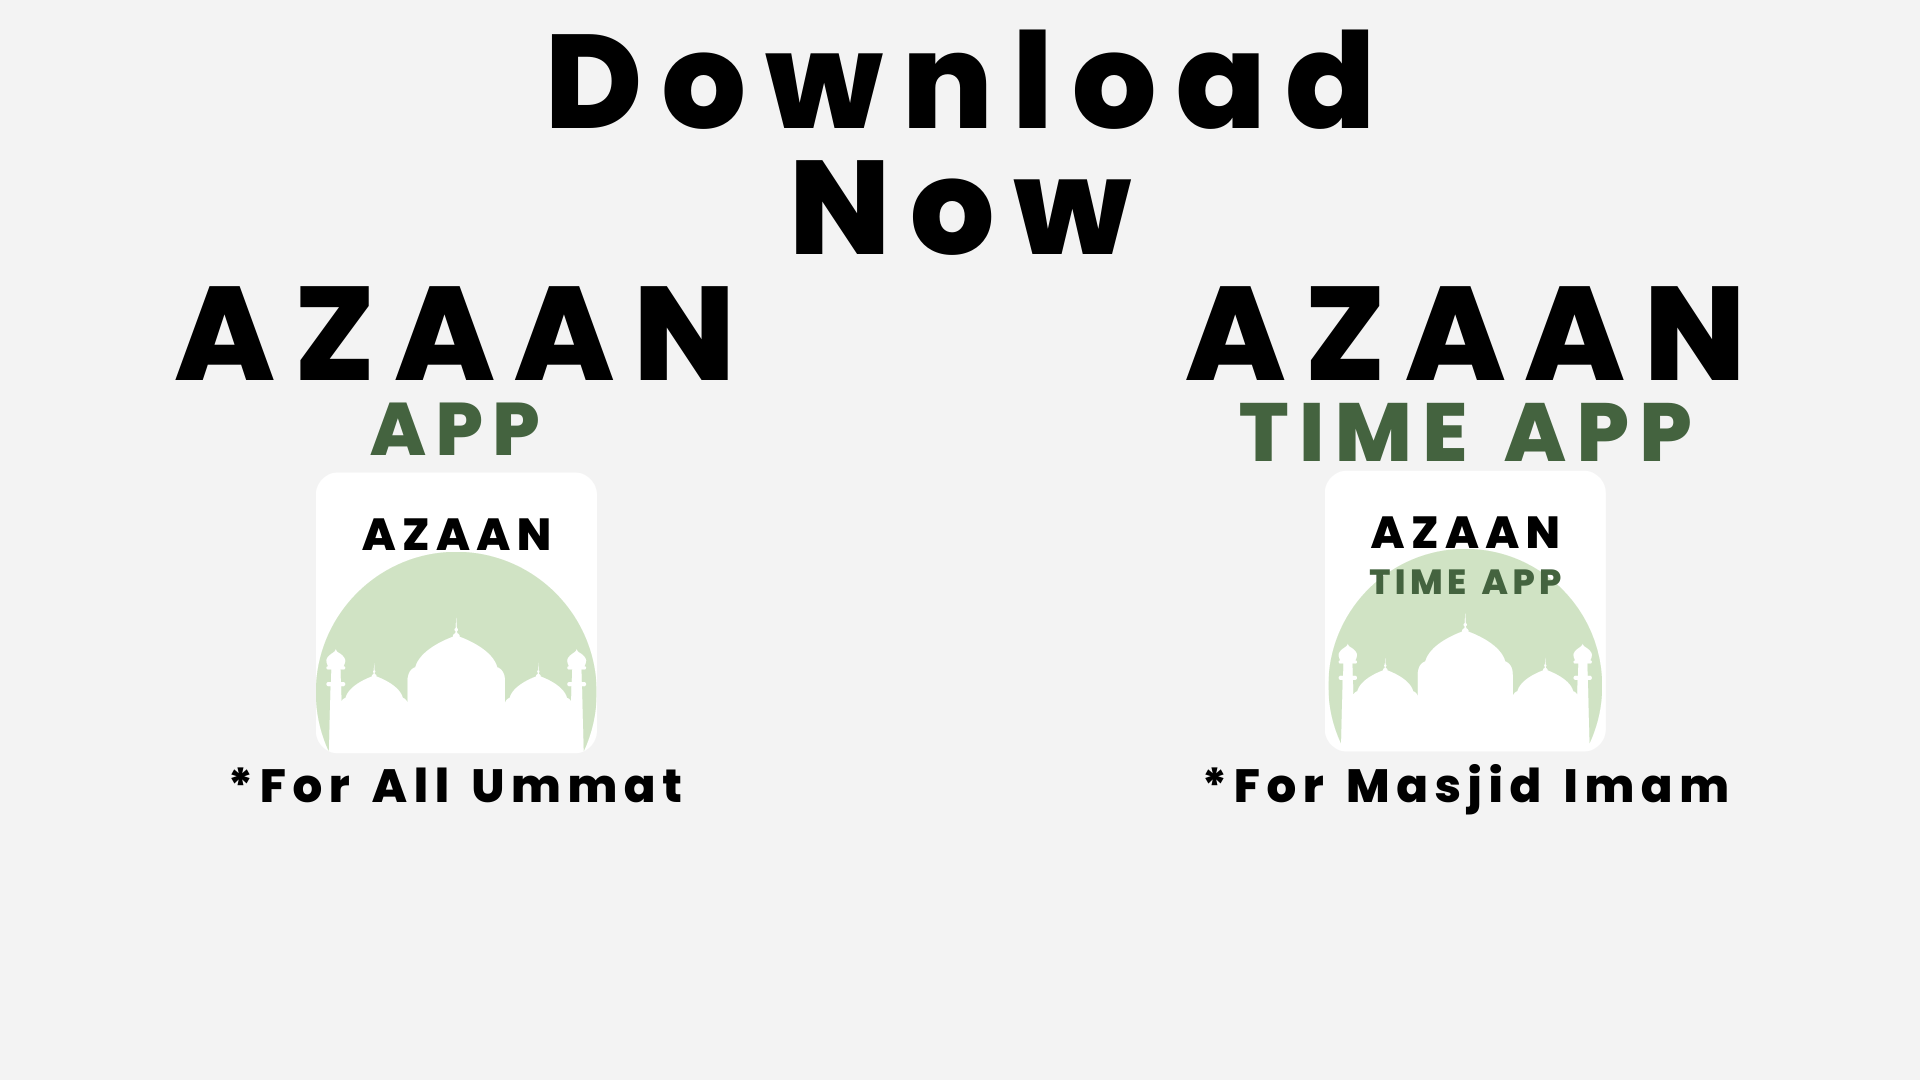 Download
Now
AZAAN
APP
AZAAN
*For All Ummat
AZAAN
TIME APP
AZAAN
TIME APP
*For Masjid Imam